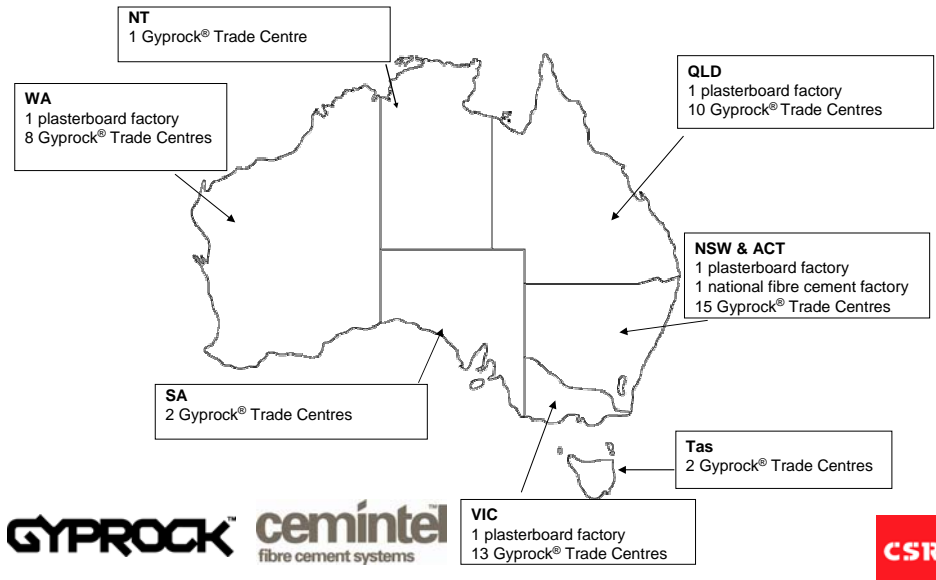 NT
1 Gyprock® Trade Centre
WA
1 plasterboard factory
8 Gyprock® Trade Centres
QLD
1 plasterboard factory
10 Gyprock® Trade Centres
NSW & ACT
1 plasterboard factory
1 national fibre cement factory
15 Gyprock® Trade Centres
SA
2 Gyprock® Trade Centres
Tas
2 Gyprock® Trade Centres
VIC
1 plasterboard factory
13 Gyprock® Trade Centres
GYPROCK™
cemintel™
fibre cement systems
CSR